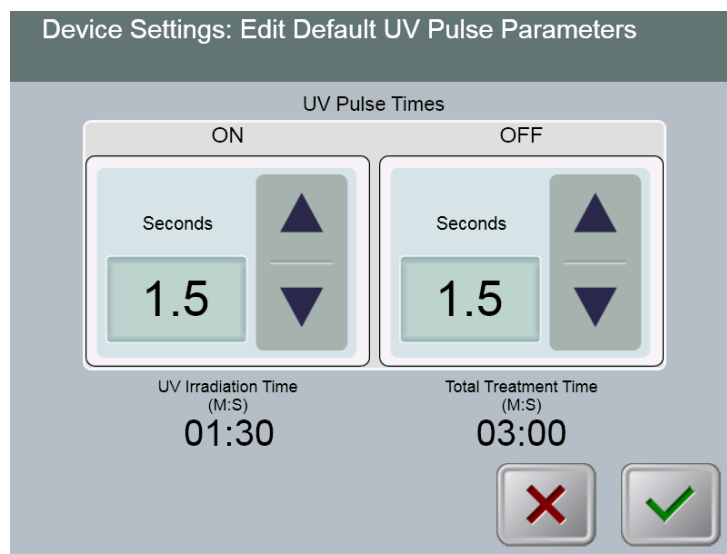 Device Settings: Edit Default UV Pulse Parameters
UV Pulse Times
ON
OFF
Seconds
1.5
Seconds
1.5
UV Irradiation Time
(M:S)
01:30
Total Treatment Time
(M:S)
03:00